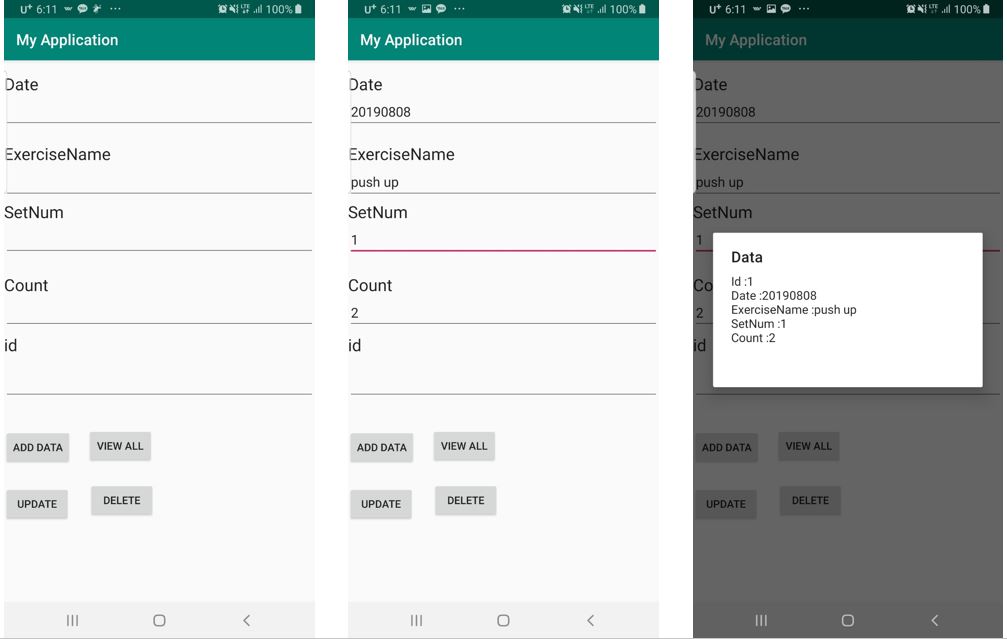 U+ 6:11 ··· LTE 100%
My Application
Date
ExerciseName
SetNum
Count
id
ADD DATA VIEW ALL
UPDATE DELETE
U+ 6:11 ··· LTE 100%
My Application
Date
20190808
ExerciseName
push up
SetNum
1
Count
2
id
ADD DATA VIEW ALL
UPDATE DELETE
U+ 6:11 ··· LTE 100%
My Application
Date
20190808
ExerciseName
push up
SetNum
1
Co
2
id
Data
Id :1
Date :20190808
ExerciseName :push up
SetNum :1
Count :2
ADD DATA VIEW ALL
UPDATE DELETE